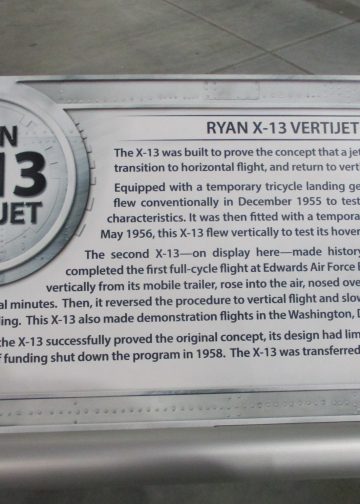 RYAN X-13 VERTIJET
13
JET
The X-13 was built to prove the concept that a jet
transition to horizontal flight, and return to vert
Equipped with a temporary tricycle landing ge
flew conventionally in December 1955 to test
characteristics. It was then fitted with a tempora
May 1956, this X-13 flew vertically to test its hover
The second X-13—on display here—made history
completed the first full-cycle flight at Edwards Air Force
vertically from its mobile trailer, rose into the air, nosed over
al minutes. Then, it reversed the procedure to vertical flight and slow
ing. This X-13 also made demonstration flights in the Washington, D
the X-13 successfully proved the original concept, its design had lim
f funding shut down the program in 1958. The X-13 was transferred